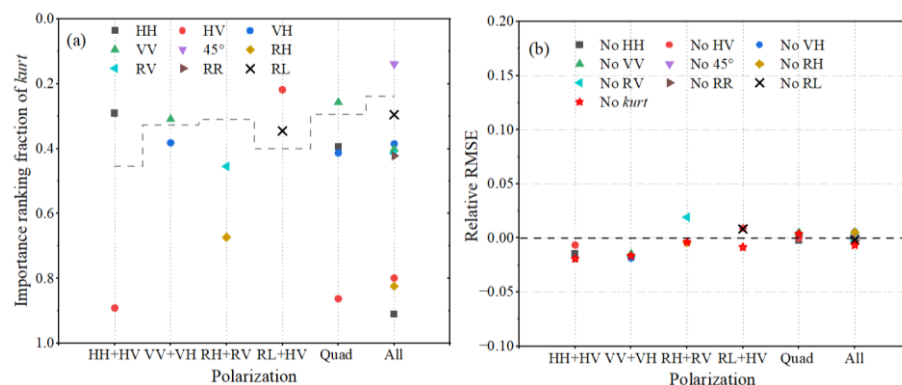 (a)
HH HV VH
VV 45° RH
RV RR RL
Importance ranking fraction of kurt
0.0
0.2
0.4
0.6
0.8
1.0
HH+HV VV+VH RH+RV RL+HV Quad All
Polarization
(b)
No HH No HV No VH
No VV No 45° No RH
No RV No RR No RL
No kurt
Relative RMSE
0.20
0.15
0.10
0.05
0.00
−0.05
−0.10
HH+HV VV+VH RH+RV RL+HV Quad All
Polarization